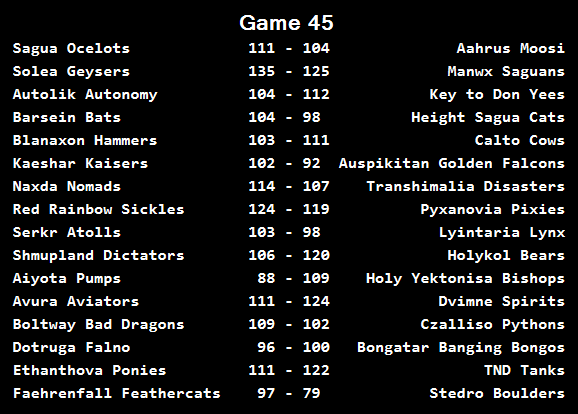 Game 45
Sagua Ocelots 111 - 104 Aahrus Moosi
Solea Geysers 135 - 125 Manwx Saguans
Autolik Autonomy 104 - 112 Key to Don Yees
Barsein Bats 104 - 98 Height Sagua Cats
Blanaxon Hammers 103 - 111 Calto Cows
Kaeshar Kaisers 102 - 92 Auspikitan Golden Falcons
Naxda Nomads 114 - 107 Transhimalia Disasters
Red Rainbow Sickles 124 - 119 Pyxanovia Pixies
Serkr Atolls 103 - 98 Lyintaria Lynx
Shmupland Dictators 106 - 120 Holykol Bears
Aiyota Pumps 88 - 109 Holy Yektonisa Bishops
Avura Aviators 111 - 124 Dvimne Spirits
Boltway Bad Dragons 109 - 102 Czalliso Pythons
Dotruga Falno 96 - 100 Bongatar Banging Bongos
Ethanthova Ponies 111 - 122 TND Tanks
Faehrenfall Feathercats 97 - 79 Stedro Boulders